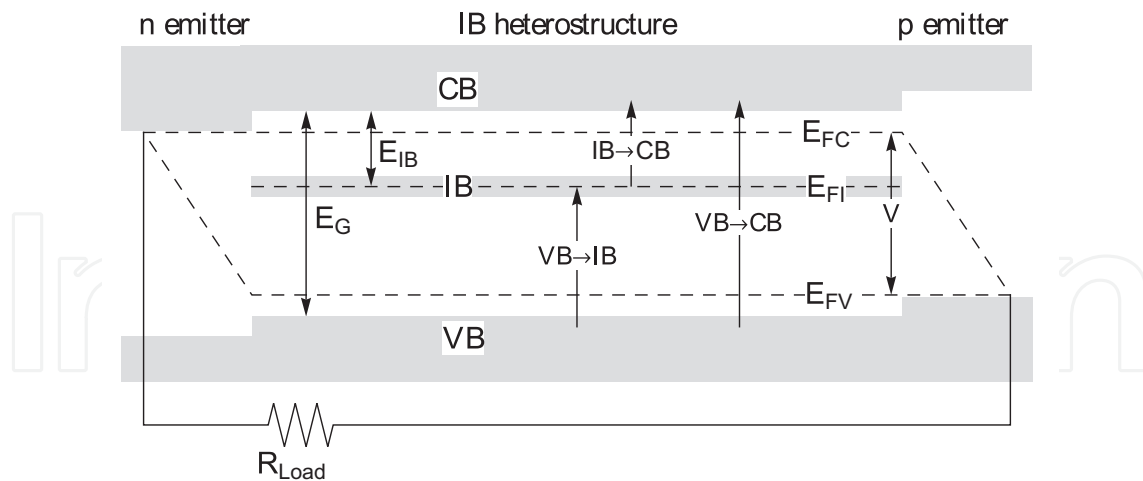 n emitter IB heterostructure p emitter
CB
E_FC
IB→CB
E_IB
IB
E_FI
E_G
VB→CB
V
VB→IB
E_FV
VB
R_Load